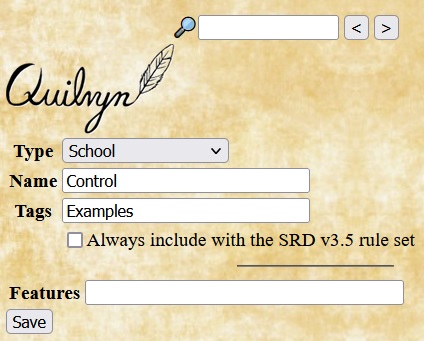 < >
Quilvyn
Type School
Name Control
Tags Examples
Always include with the SRD v3.5 rule set
Features
Save